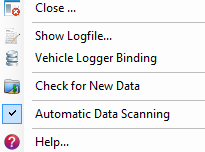 Close ...
Show Logfile...
Vehicle Logger Binding
Check for New Data
Automatic Data Scanning
Help...